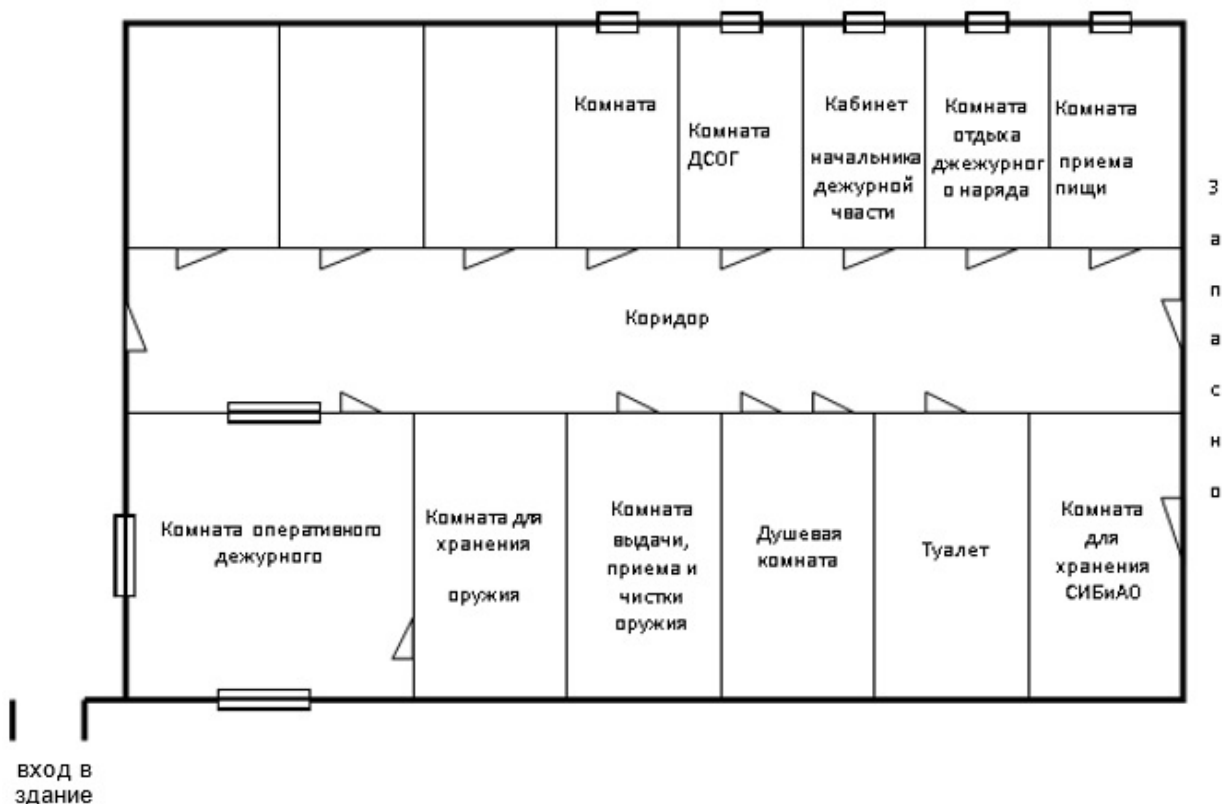 Комната
Комната
ДСОГ
Кабинет
начальника
дежурной
чвасти
Комната
отдыха
джежурног
о наряда
Комната
приема
пищи
З
а
п
а
с
н
о
Коридор
Комната оперативного
дежурного
Комната для
хранения
оружия
Комната
выдачи,
приема и
чистки
оружия
Душевая
комната
Туалет
Комната
для
хранения
СИБиАО
вход в
здание